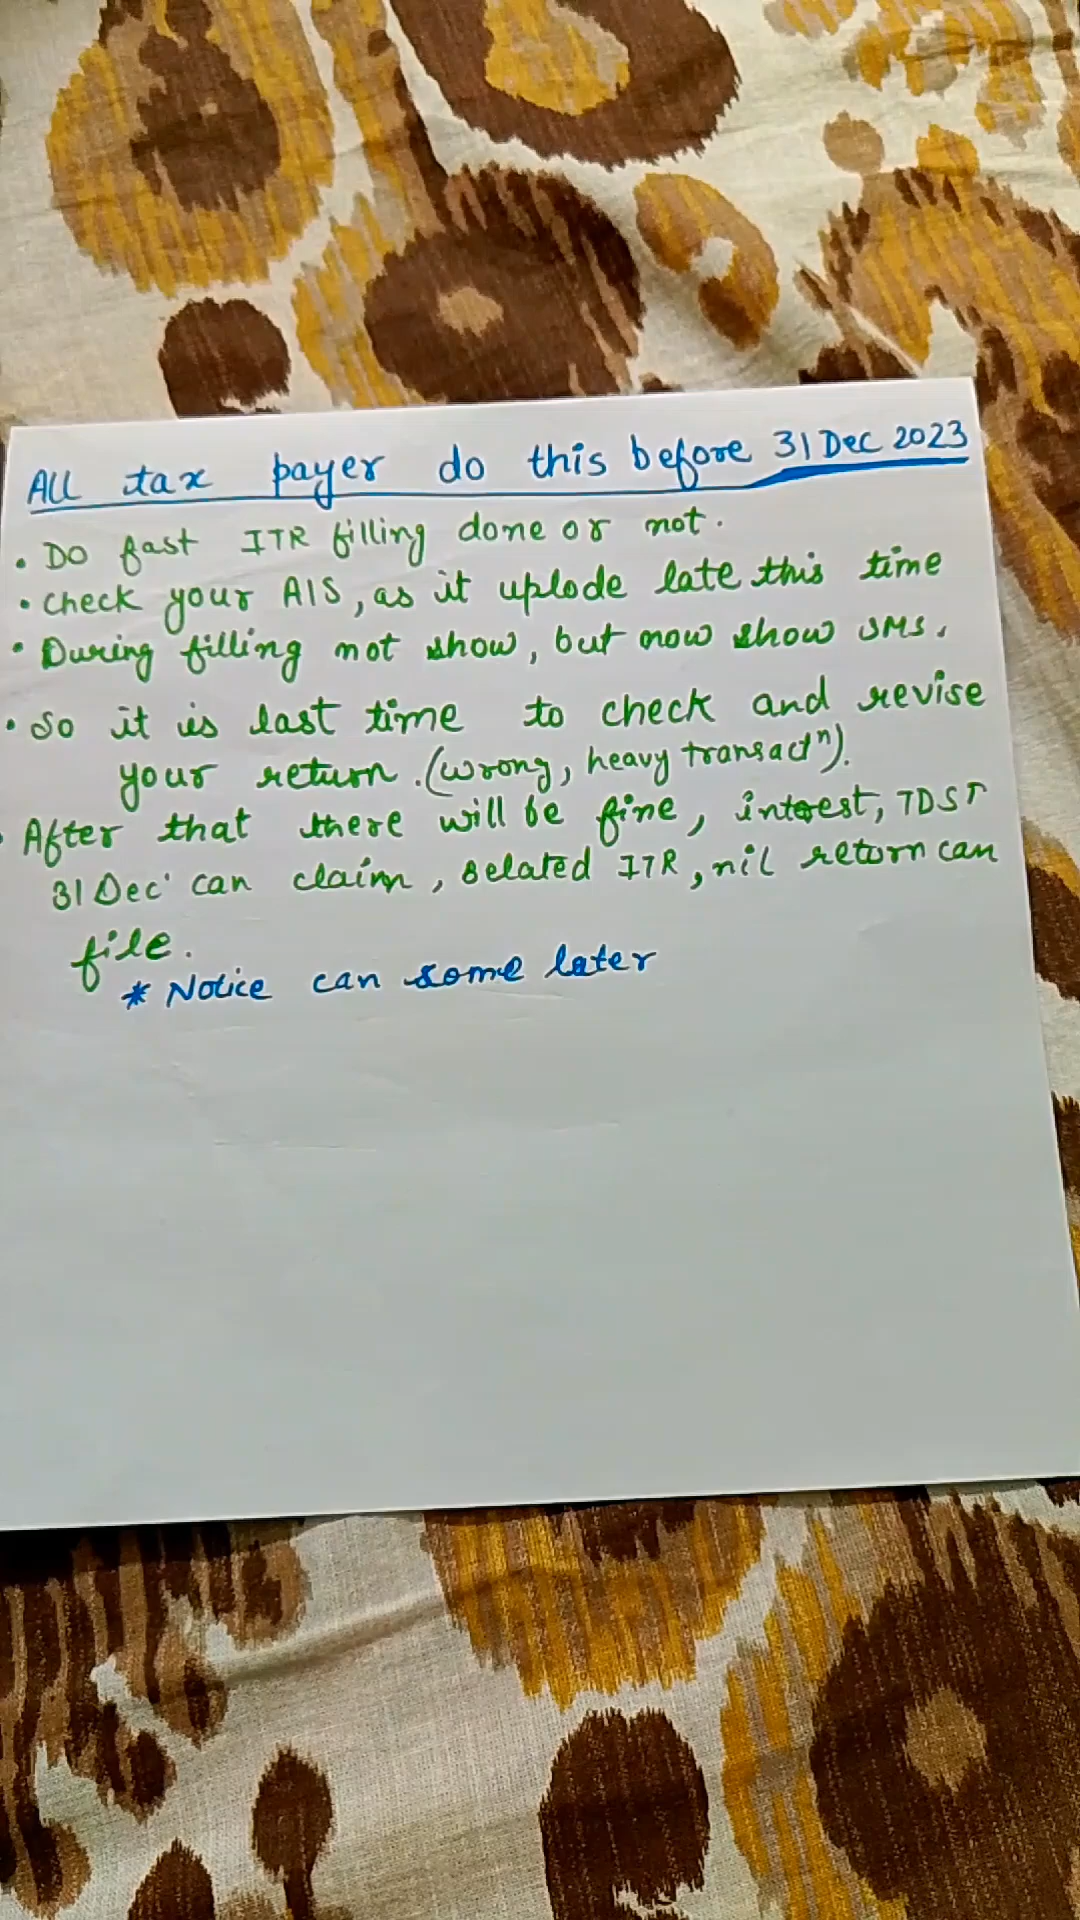 All tax payer do this before 31 Dec 2023
• Do fast ITR filling done or not.
• Check your AIS, as it uplode late this time
• During filling not show, but now show SMS.
• So it is last time to check and revise
your return. (wrong, heavy transactⁿ).
• After that there will be fine, interest, TDS↑
31 Dec' can claim, belated ITR, nil return can
file.
* Notice can some later